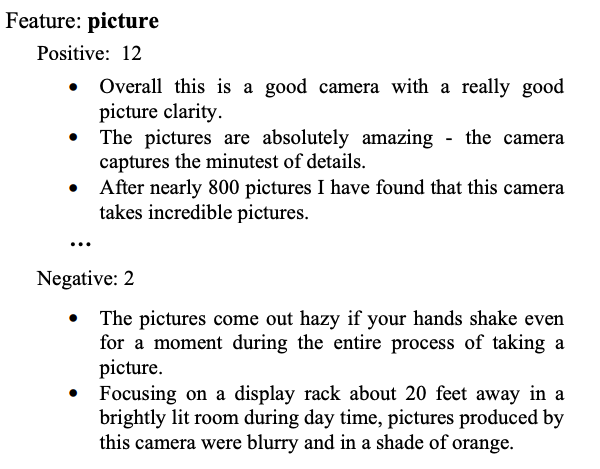 Feature: picture
Positive: 12
• Overall this is a good camera with a really good
picture clarity.
• The pictures are absolutely amazing - the camera
captures the minutest of details.
• After nearly 800 pictures I have found that this camera
takes incredible pictures.
…
Negative: 2
• The pictures come out hazy if your hands shake even
for a moment during the entire process of taking a
picture.
• Focusing on a display rack about 20 feet away in a
brightly lit room during day time, pictures produced by
this camera were blurry and in a shade of orange.